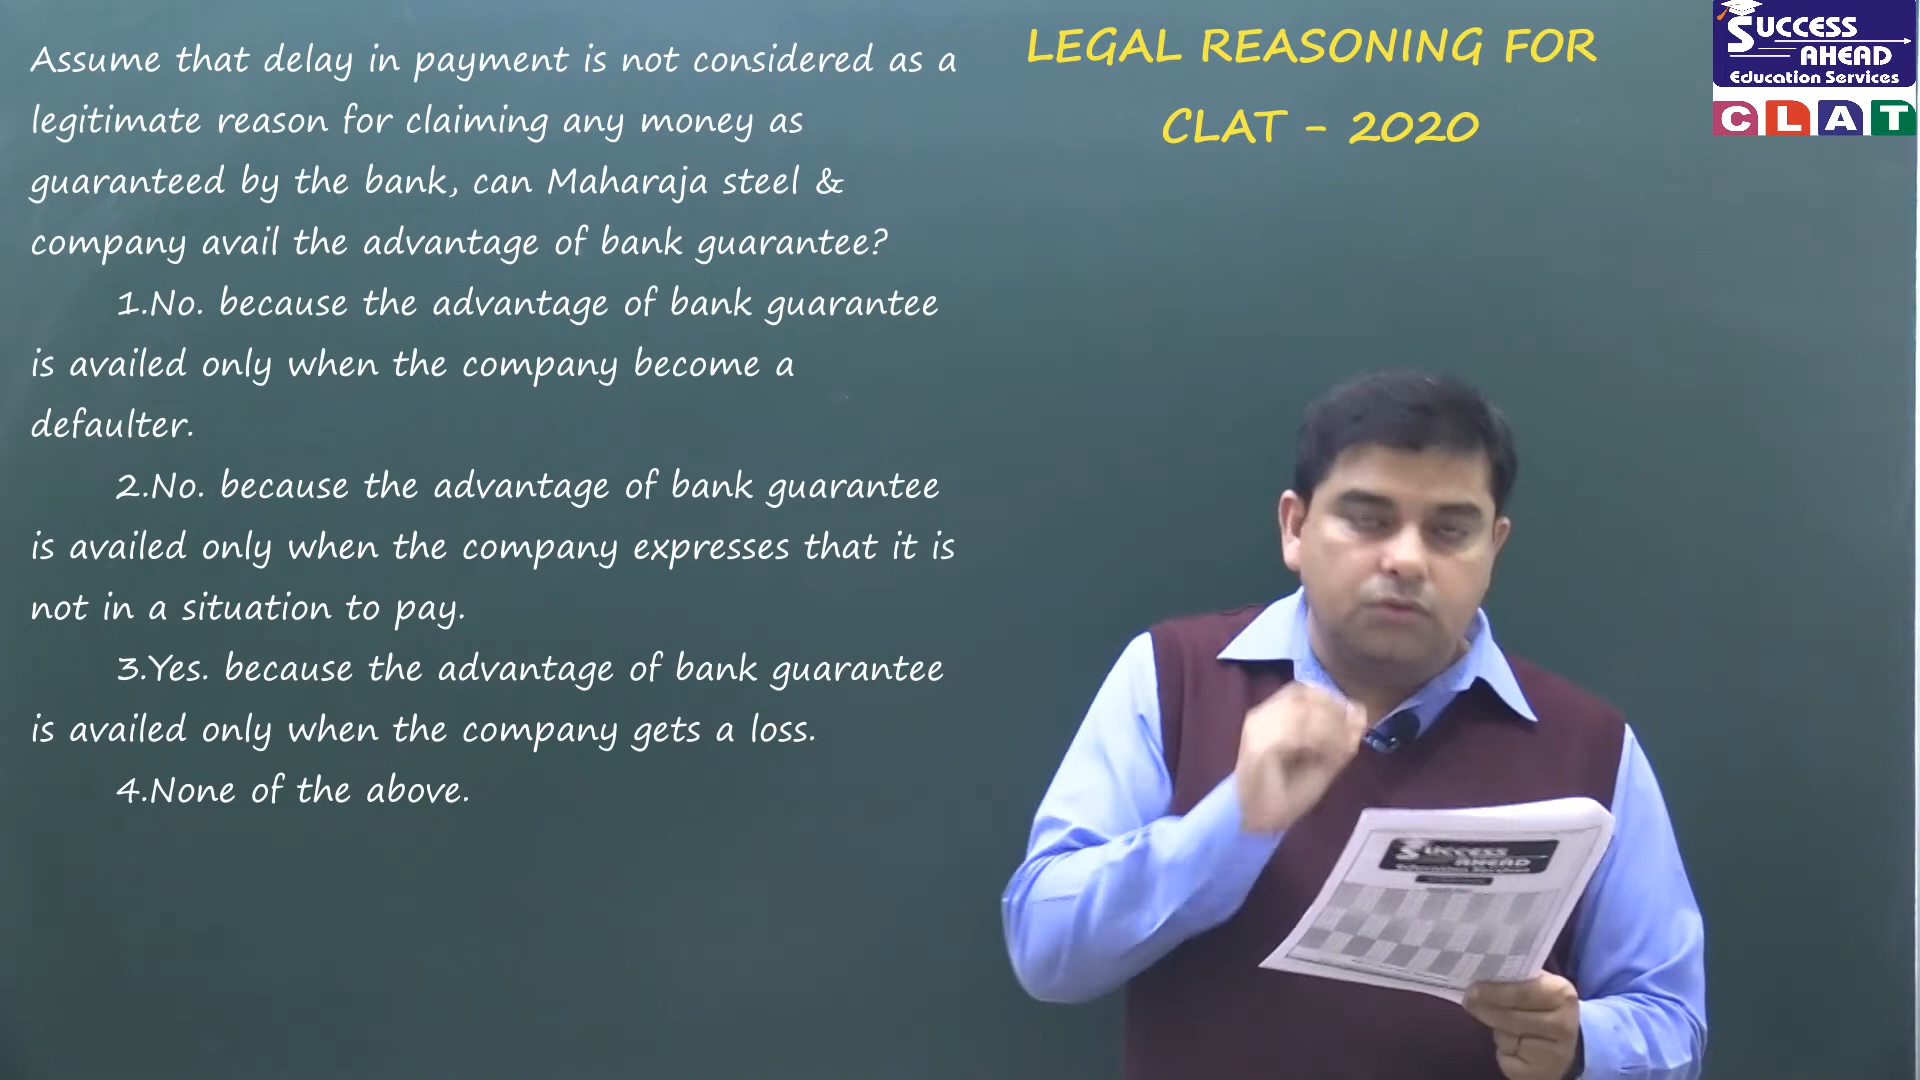 Assume that delay in payment is not considered as a
legitimate reason for claiming any money as
guaranteed by the bank, can Maharaja steel &
company avail the advantage of bank guarantee?
1.No. because the advantage of bank guarantee
is availed only when the company become a
defaulter.
2.No. because the advantage of bank guarantee
is availed only when the company expresses that it is
not in a situation to pay.
3.Yes. because the advantage of bank guarantee
is availed only when the company gets a loss.
4.None of the above.
LEGAL REASONING FOR
CLAT - 2020
SUCCESS
AHEAD
Education Services
CLAT
SUCCESS
AHEAD
Education Services